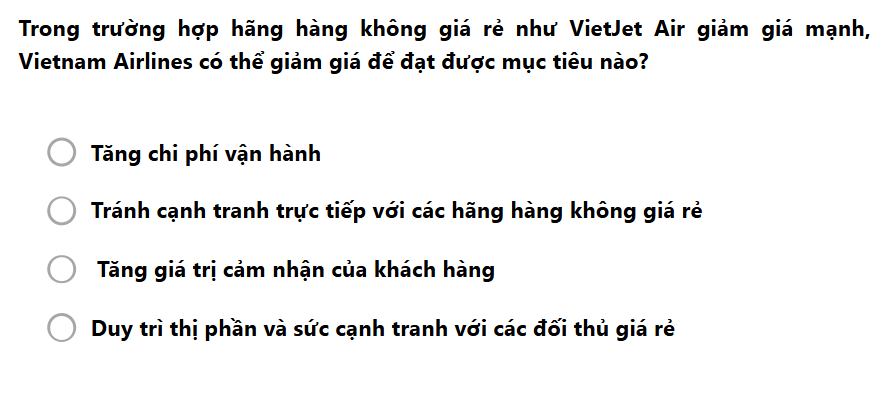 Trong trường hợp hãng hàng không giá rẻ như VietJet Air giảm giá mạnh,
Vietnam Airlines có thể giảm giá để đạt được mục tiêu nào?
Tăng chi phí vận hành
Tránh cạnh tranh trực tiếp với các hãng hàng không giá rẻ
Tăng giá trị cảm nhận của khách hàng
Duy trì thị phần và sức cạnh tranh với các đối thủ giá rẻ